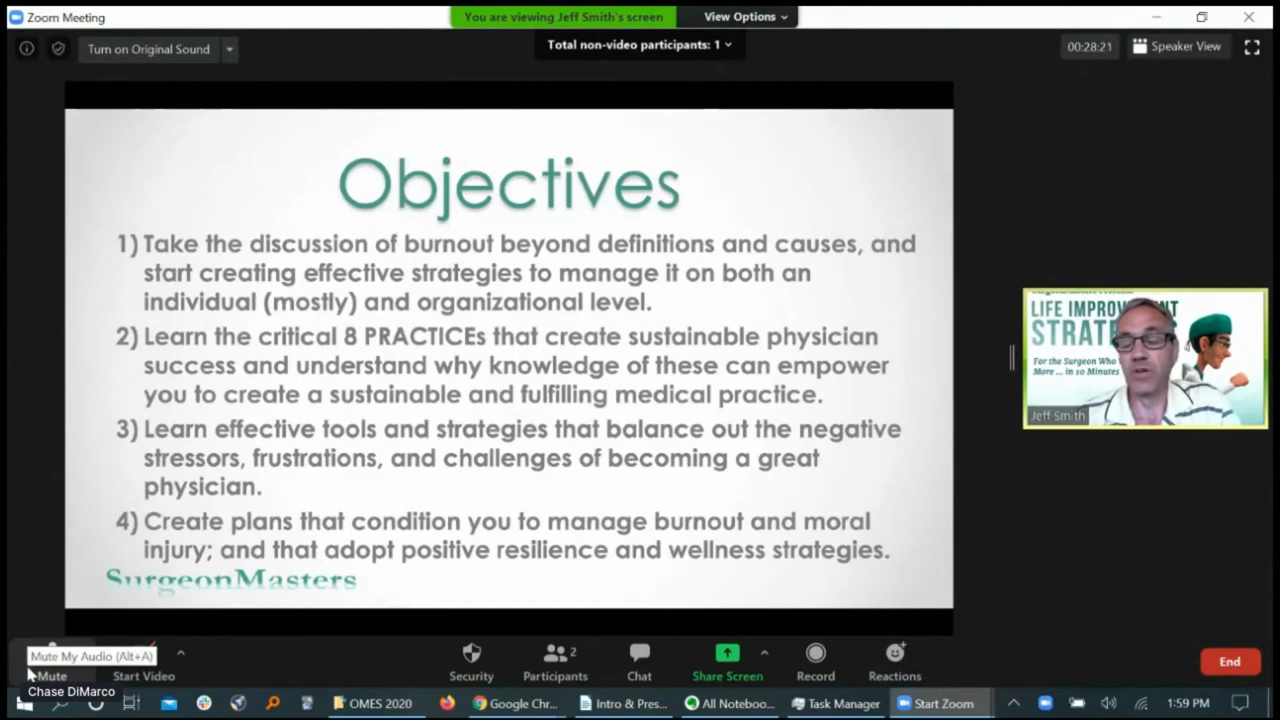 Zoom Meeting
You are viewing Jeff Smith's screen
View Options
Turn on Original Sound
Total non-video participants: 1
00:28:21
Speaker View
Objectives
1) Take the discussion of burnout beyond definitions and causes, and
start creating effective strategies to manage it on both an
individual (mostly) and organizational level.
2) Learn the critical 8 PRACTICEs that create sustainable physician
success and understand why knowledge of these can empower
you to create a sustainable and fulfilling medical practice.
3) Learn effective tools and strategies that balance out the negative
stressors, frustrations, and challenges of becoming a great
physician.
4) Create plans that condition you to manage burnout and moral
injury; and that adopt positive resilience and wellness strategies.
SurgeonMasters
LIFE
STRAT
For the Surgeon Who
More ... in 10 Minutes
Jeff Smith
Mute My Audio (Alt+A)
Mute
Start Video
Security
Participants
2
Chat
Share Screen
Record
Reactions
End
Chase DiMarco
OMES 2020
Google Chr...
Intro & Pres...
All Noteboo...
Task Manager
Start Zoom
1:59 PM